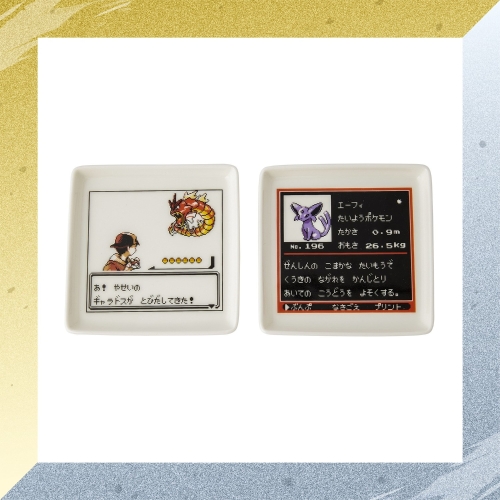 あ! やせいの
ギャラドスが とびだしてきた!
エーフィ
たいようポケモン
たかさ 0.9m
No.196 おもさ 26.5kg
ぜんしんの こまかな たいもうで
くうきの ながれを かんじとり
あいての こうどうを よそくする。
▶ぶんぷ なきごえ プリント